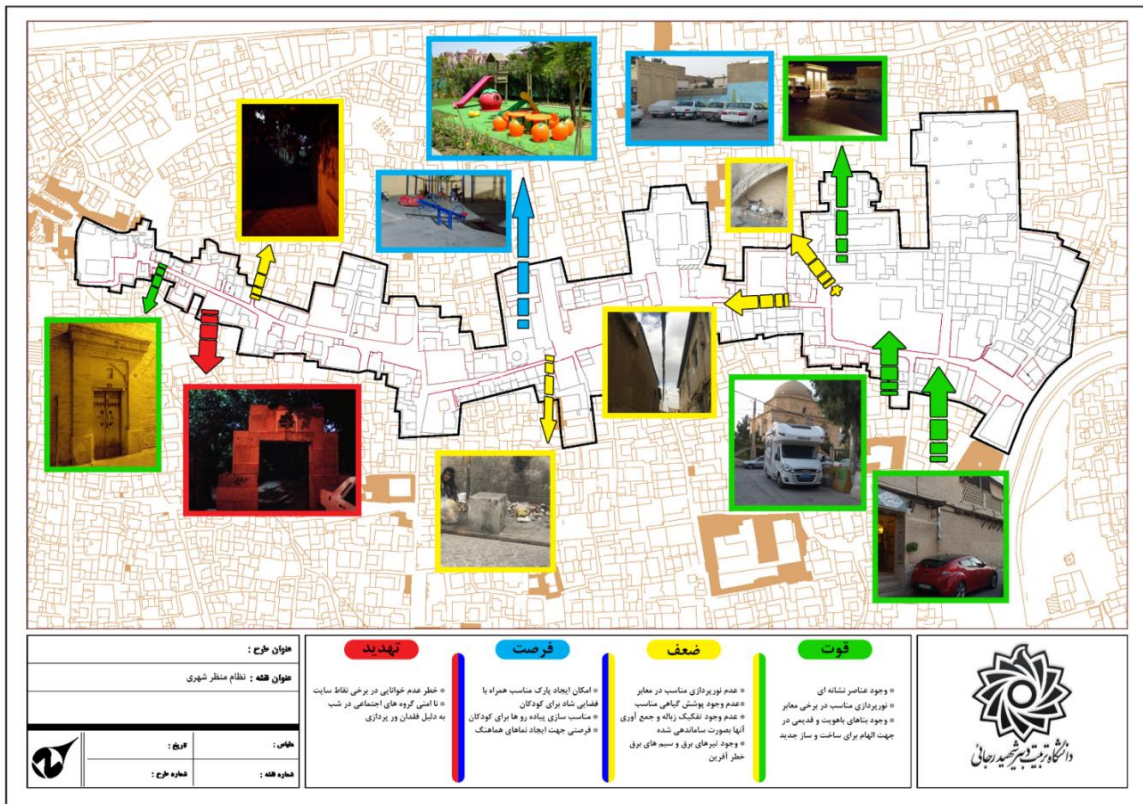 عنوان طرح :
عنوان نقشه : نظام منظر شهری
مقیاس :
تاریخ :
شماره نقشه :
شماره طرح :
تهدید
* خطر عدم خوانایی در برخی نقاط سایت
* نا امنی گروه های اجتماعی در شب
به دلیل فقدان ور پردازی
فرصت
* امکان ایجاد پارک مناسب همراه با
فضایی شاد برای کودکان
* مناسب سازی پیاده رو ها برای کودکان
* فرصتی جهت ایجاد نماهای هماهنگ
ضعف
* عدم نورپردازی مناسب در معابر
*عدم وجود پوشش گیاهی مناسب
* عدم وجود تفکیک زباله و جمع آوری
آنها بصورت ساماندهی شده
* وجود تیرهای برق و سیم های برق
خطر آفرین
قوت
* وجود عناصر نشانه ای
* نورپردازی مناسب در برخی معابر
* وجود بناهای باهویت و قدیمی در
جهت الهام برای ساخت و ساز جدید
دانشگاه تربیت دبیر شهید رجائی